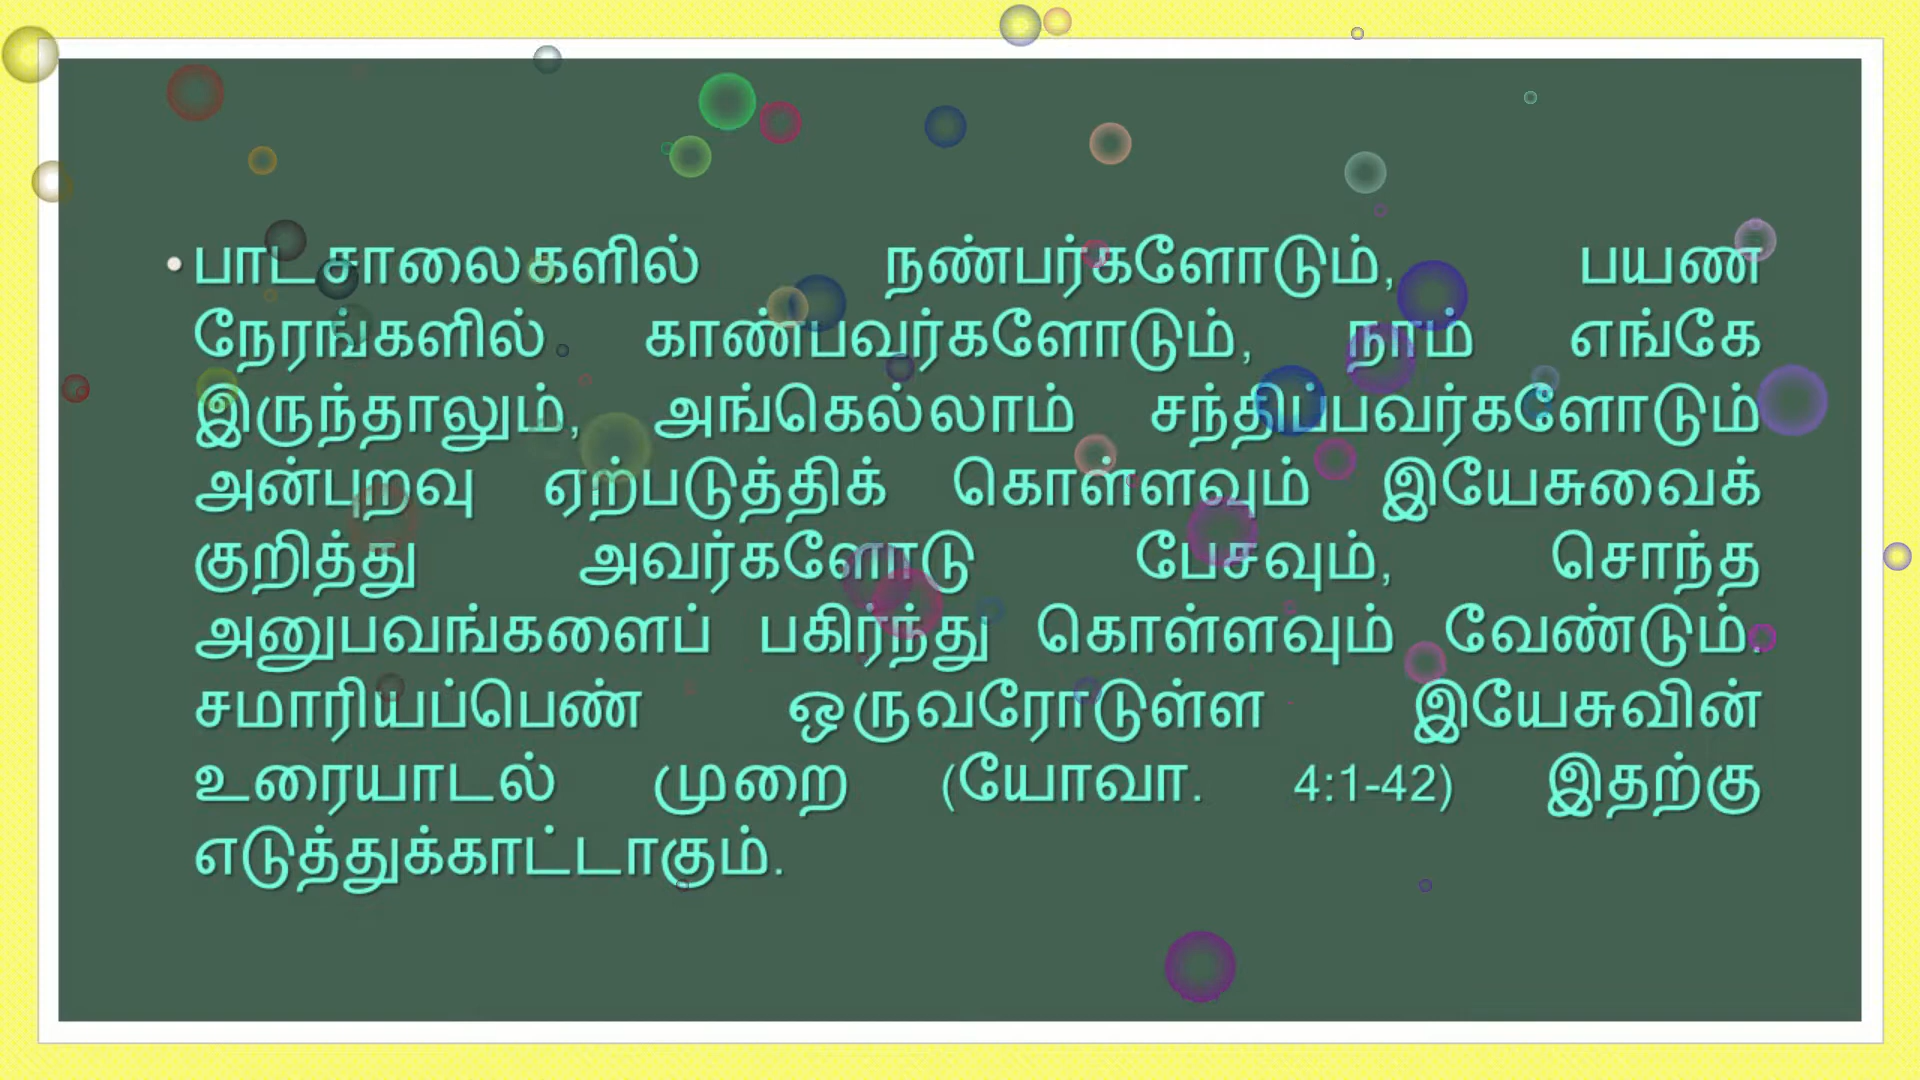 • பாடசாலைகளில் நண்பர்களோடும், பயண
நேரங்களில் காண்பவர்களோடும், நாம் எங்கே
இருந்தாலும், அங்கெல்லாம் சந்திப்பவர்களோடும்
அன்புறவு ஏற்படுத்திக் கொள்ளவும் இயேசுவைக்
குறித்து அவர்களோடு பேசவும், சொந்த
அனுபவங்களைப் பகிர்ந்து கொள்ளவும் வேண்டும்.
சமாரியப்பெண் ஒருவரோடுள்ள இயேசுவின்
உரையாடல் முறை (யோவா. 4:1-42) இதற்கு
எடுத்துக்காட்டாகும்.